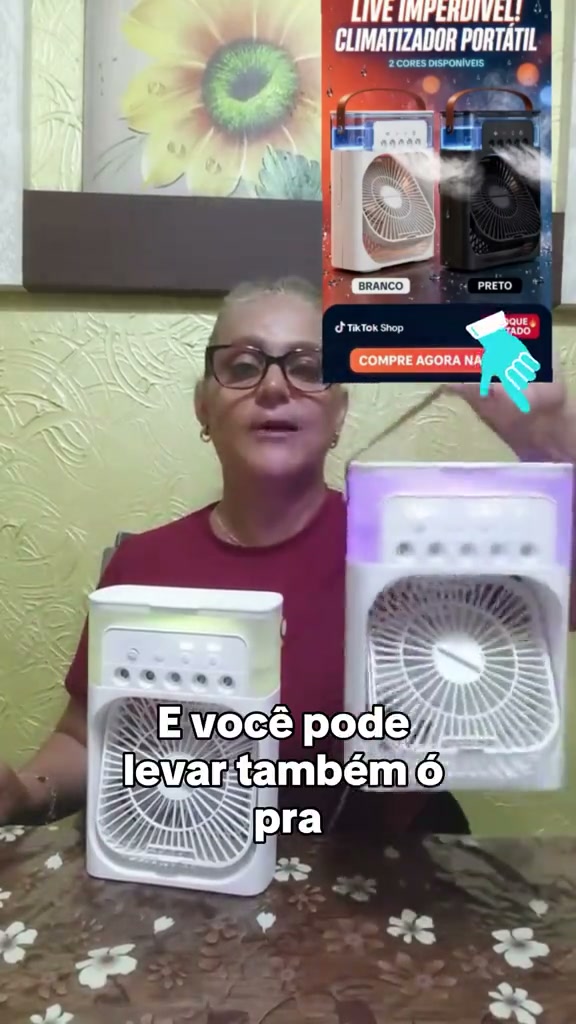 LIVE IMPERDÍVEL!
CLIMATIZADOR PORTÁTIL
2 CORES DISPONÍVEIS
BRANCO
PRETO
TikTok Shop
COMPRE AGORA NA
E você pode
levar também ó
pra